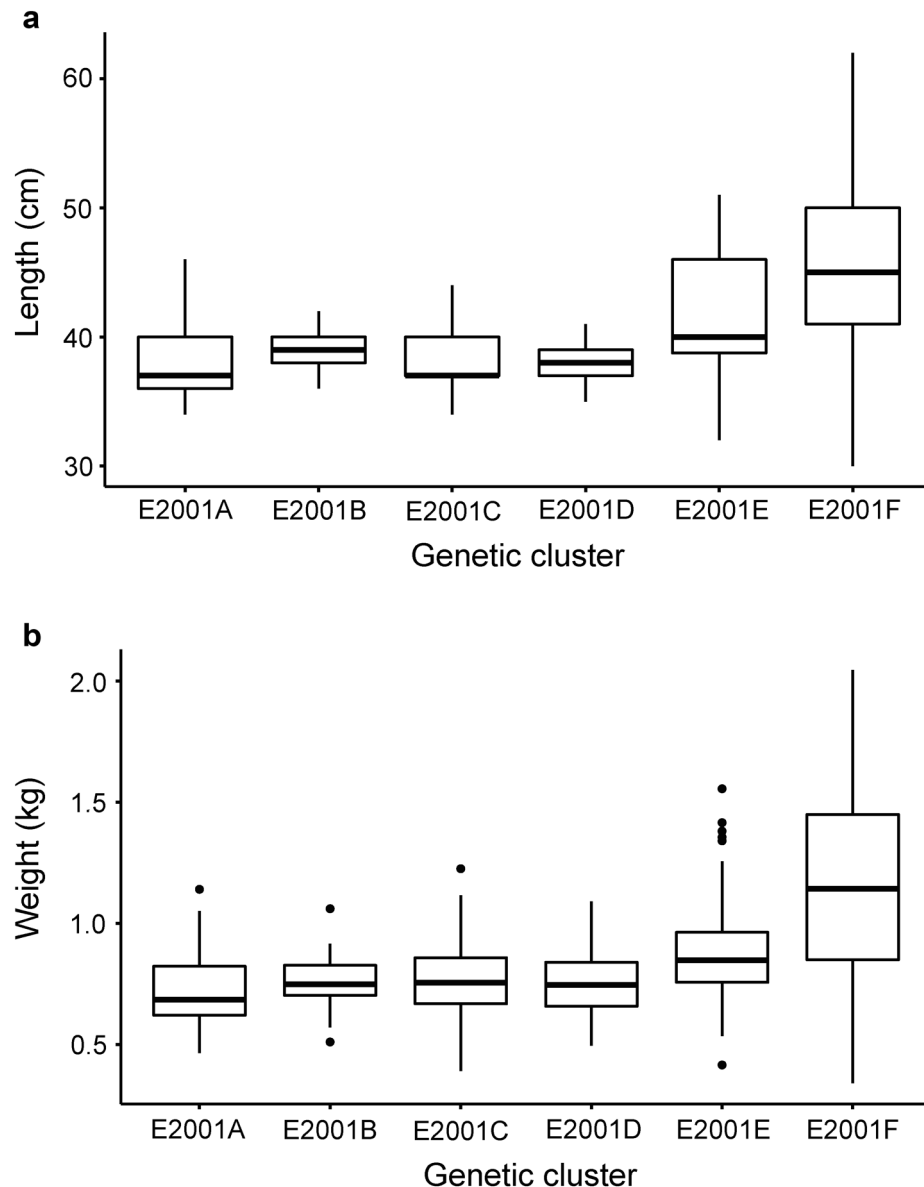 a
Length (cm)
60
50
40
30
E2001A E2001B E2001C E2001D E2001E E2001F
Genetic cluster
b
Weight (kg)
2.0
1.5
1.0
0.5
E2001A E2001B E2001C E2001D E2001E E2001F
Genetic cluster